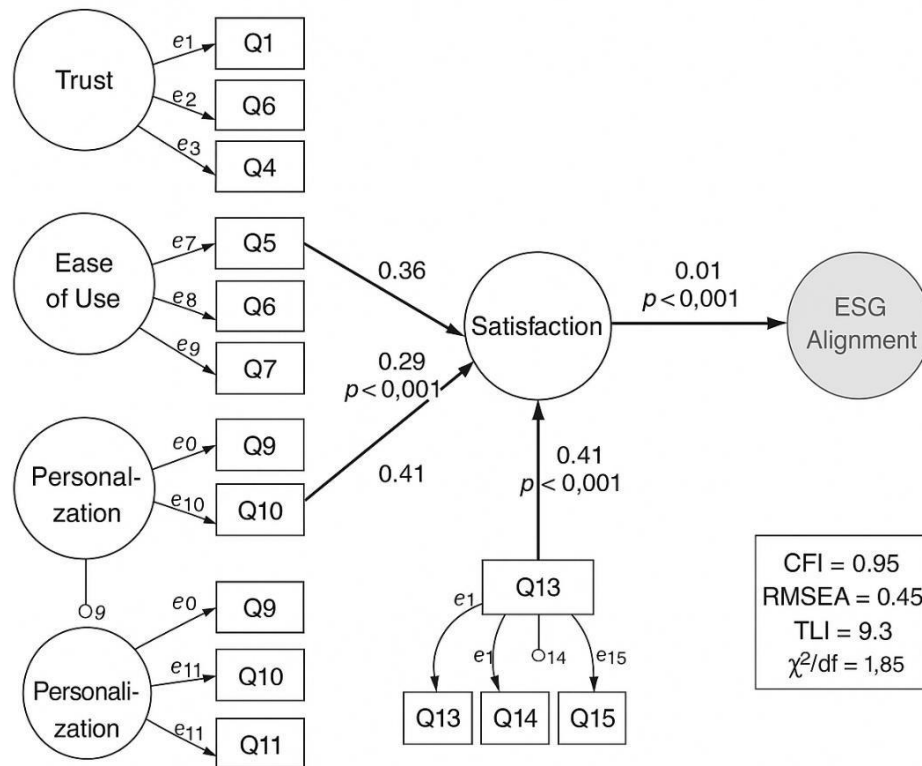 Trust
e1
Q1
e2
Q6
e3
Q4
Ease
of Use
e7
Q5
e8
Q6
e9
Q7
0.36
0.29
p < 0,001
0.41
Satisfaction
0.01
p < 0,001
ESG
Alignment
Personal-
zation
e0
Q9
e10
Q10
9
Personali-
zation
e0
Q9
e11
Q10
e11
Q11
0.41
p < 0,001
Q13
e1
e1
14
e15
Q13
Q14
Q15
CFI = 0.95
RMSEA = 0.45
TLI = 9.3
χ²/df = 1,85